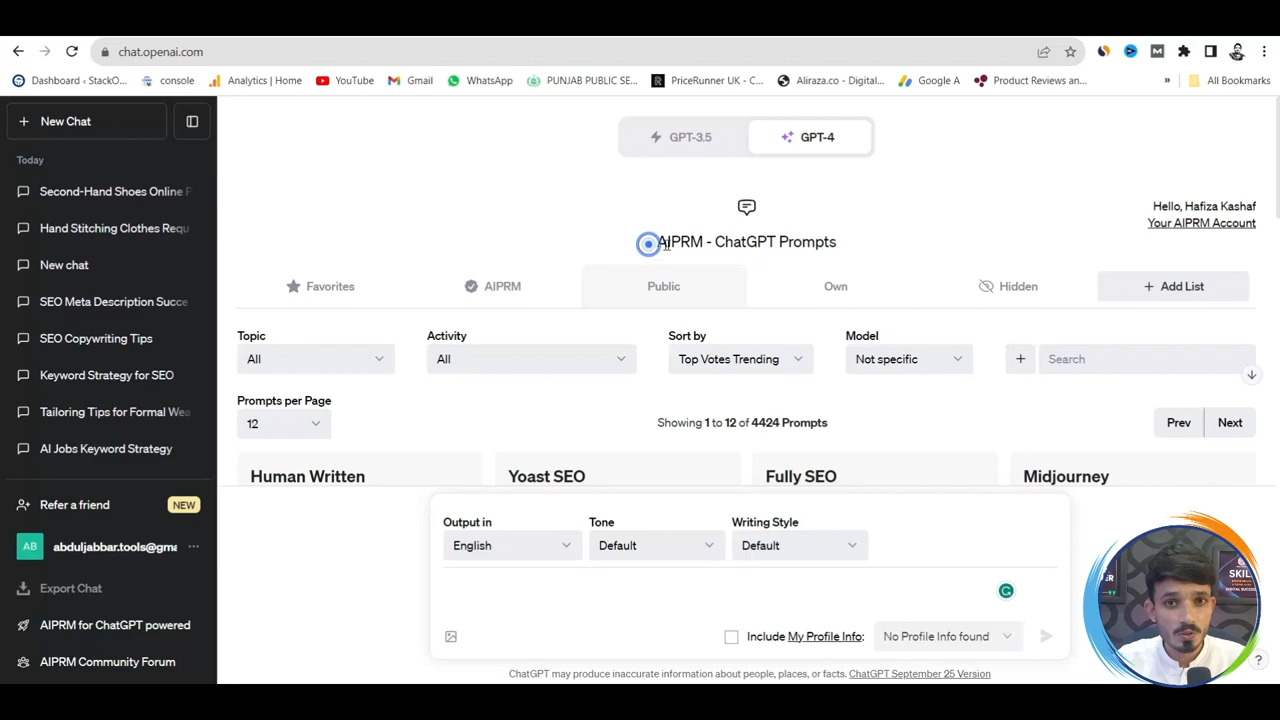 chat.openai.com
Dashboard ‹ StackO...
console
Analytics | Home
YouTube
Gmail
WhatsApp
PUNJAB PUBLIC SE...
PriceRunner UK - C...
Aliraza.co - Digital...
Google A
Product Reviews an...
»
All Bookmarks
+ New Chat
Today
Second-Hand Shoes Online
Hand Stitching Clothes Requ
New chat
SEO Meta Description Succe
SEO Copywriting Tips
Keyword Strategy for SEO
Tailoring Tips for Formal Wea
AI Jobs Keyword Strategy
Refer a friend
NEW
AB
abduljabbar.tools@gma
...
Export Chat
AIPRM for ChatGPT powered
AIPRM Community Forum
GPT-3.5
GPT-4
Hello, Hafiza Kashaf
Your AIPRM Account
AIPRM - ChatGPT Prompts
Favorites
AIPRM
Public
Own
Hidden
+ Add List
Topic
Activity
Sort by
Model
All
All
Top Votes Trending
Not specific
+
Search
Prompts per Page
12
Showing 1 to 12 of 4424 Prompts
Prev
Next
Human Written
Yoast SEO
Fully SEO
Midjourney
Output in
Tone
Writing Style
English
Default
Default
Include My Profile Info:
No Profile Info found
ChatGPT may produce inaccurate information about people, places, or facts. ChatGPT September 25 Version
SKIL
?